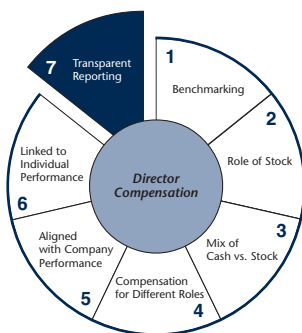 1
Benchmarking
2
Role of Stock
3
Mix of
Cash vs. Stock
4
Compensation
for Different Roles
5
Aligned
with Company
Performance
6
Linked to
Individual
Performance
7
Transparent
Reporting
Director
Compensation